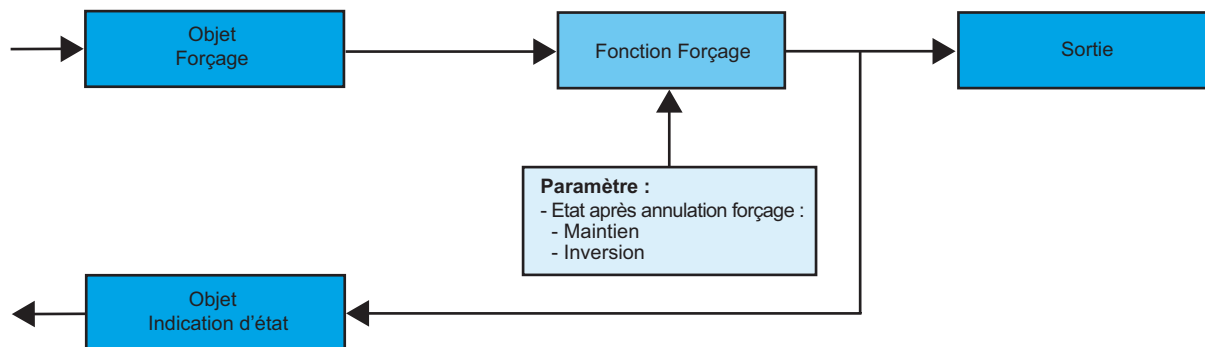 Objet
Forçage
Fonction Forçage
Sortie
Paramètre :
- Etat après annulation forçage :
- Maintien
- Inversion
Objet
Indication d'état